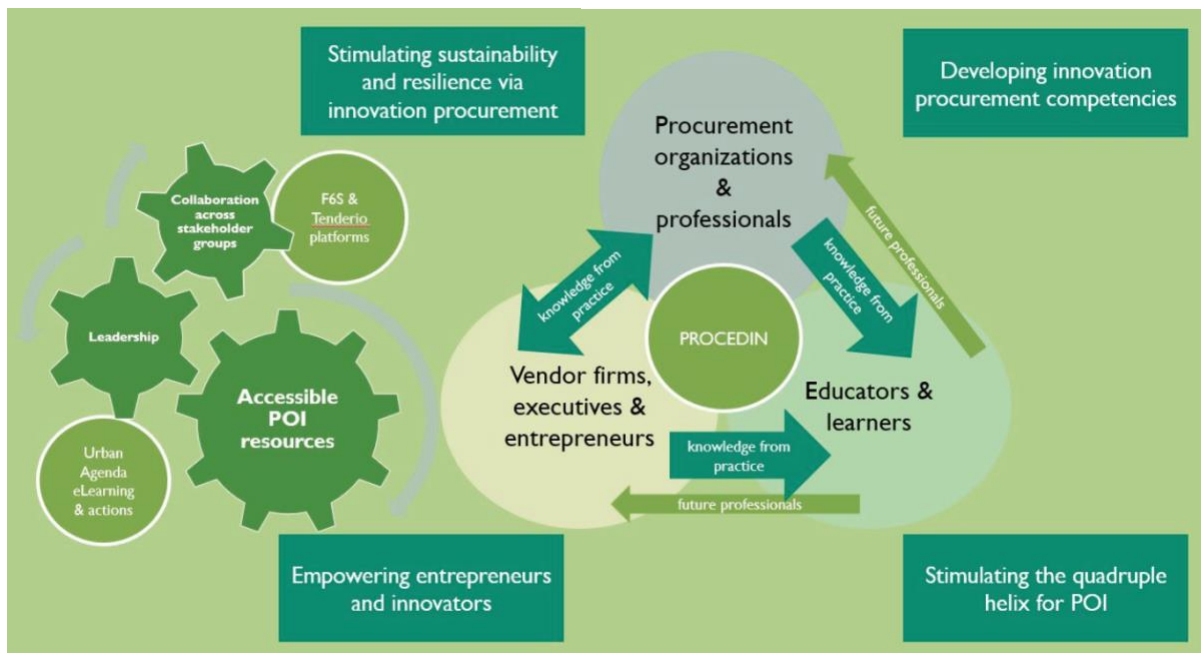 Stimulating sustainability
and resilience via
innovation procurement
Developing innovation
procurement competencies
Collaboration
across
stakeholder
groups
F6S &
Tenderio
platforms
Leadership
Accessible
POI
resources
Urban
Agenda
eLearning
& actions
Procurement
organizations
&
professionals
knowledge from
practice
knowledge from
practice
future professionals
PROCEDIN
Vendor firms,
executives &
entrepreneurs
Educators &
learners
knowledge from
practice
future professionals
Empowering entrepreneurs
and innovators
Stimulating the quadruple
helix for POI